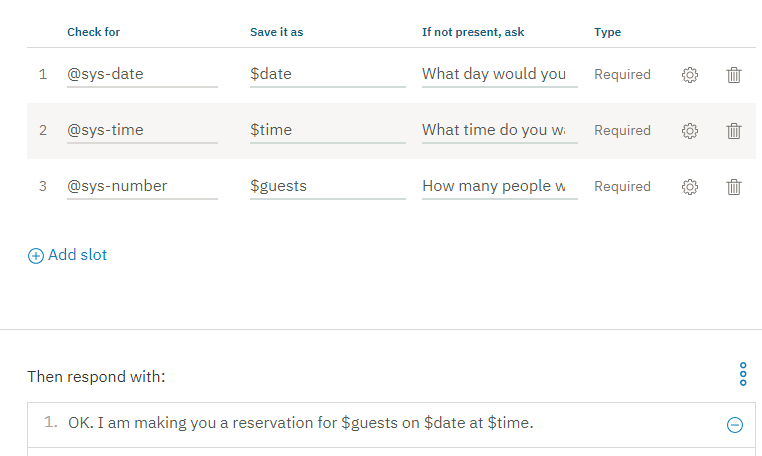 Check for Save it as If not present, ask Type
1 @sys-date $date What day would you Required
2 @sys-time $time What time do you Required
3 @sys-number $guests How many people Required
Add slot
Then respond with:
1. OK. I am making you a reservation for $guests on $date at $time.